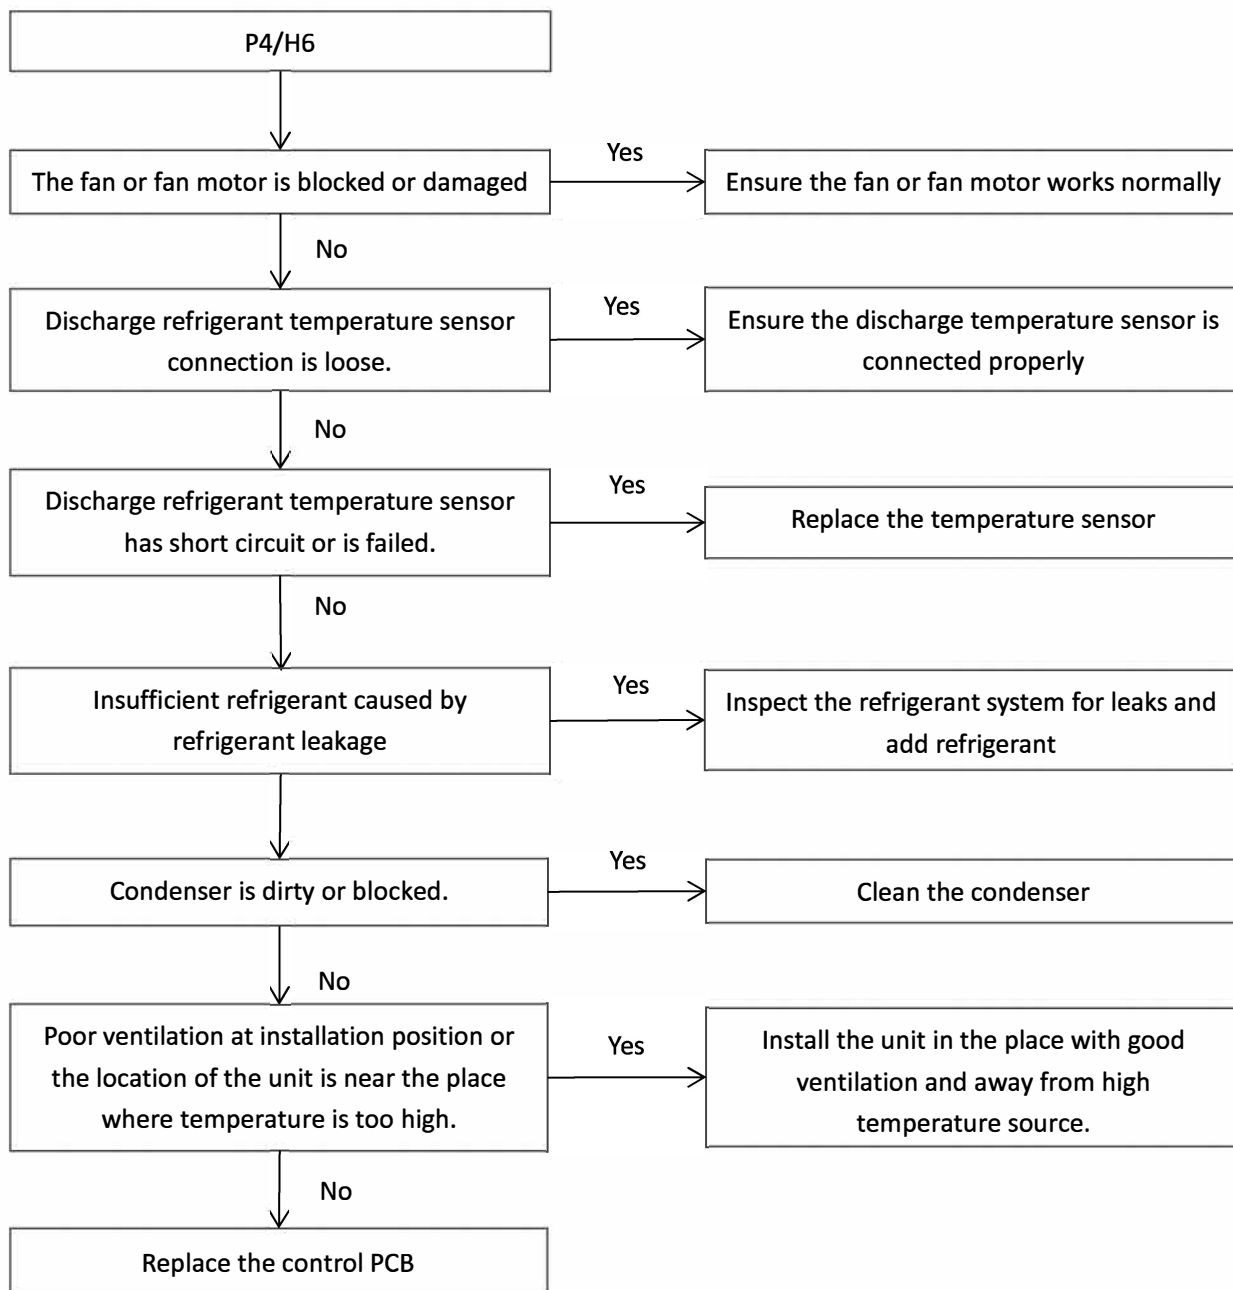 P4/H6
The fan or fan motor is blocked or damaged
Yes
Ensure the fan or fan motor works normally
No
Discharge refrigerant temperature sensor
connection is loose.
Yes
Ensure the discharge temperature sensor is
connected properly
No
Discharge refrigerant temperature sensor
has short circuit or is failed.
Yes
Replace the temperature sensor
No
Insufficient refrigerant caused by
refrigerant leakage
Yes
Inspect the refrigerant system for leaks and
add refrigerant
Condenser is dirty or blocked.
Yes
Clean the condenser
No
Poor ventilation at installation position or
the location of the unit is near the place
where temperature is too high.
Yes
Install the unit in the place with good
ventilation and away from high
temperature source.
No
Replace the control PCB